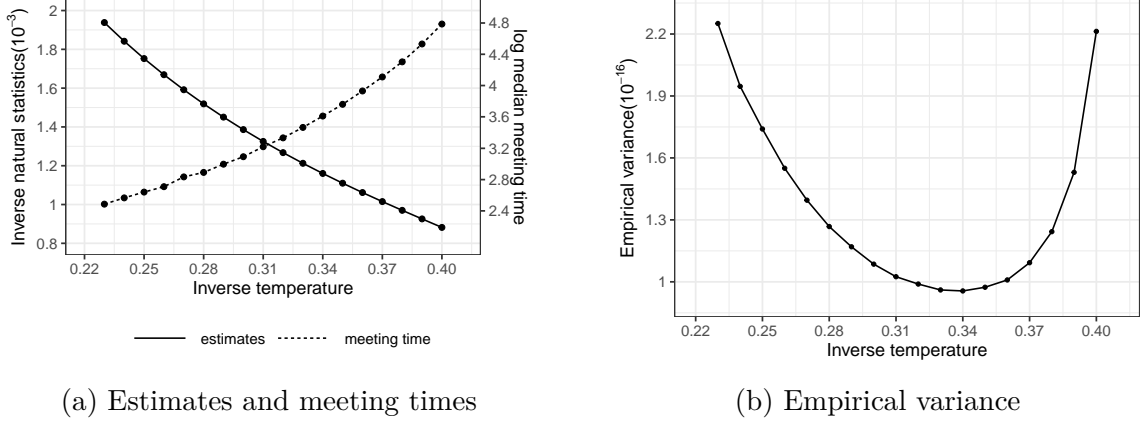 2
1.8
1.6
1.4
1.2
1
0.8
Inverse natural statistics(10⁻³)
4.8
4.4
4
3.6
3.2
2.8
2.4
log median meeting time
0.22 0.25 0.28 0.31 0.34 0.37 0.40
Inverse temperature
estimates meeting time
(a) Estimates and meeting times
2.2
1.9
1.6
1.3
1
Empirical variance(10⁻¹⁶)
0.22 0.25 0.28 0.31 0.34 0.37 0.40
Inverse temperature
(b) Empirical variance